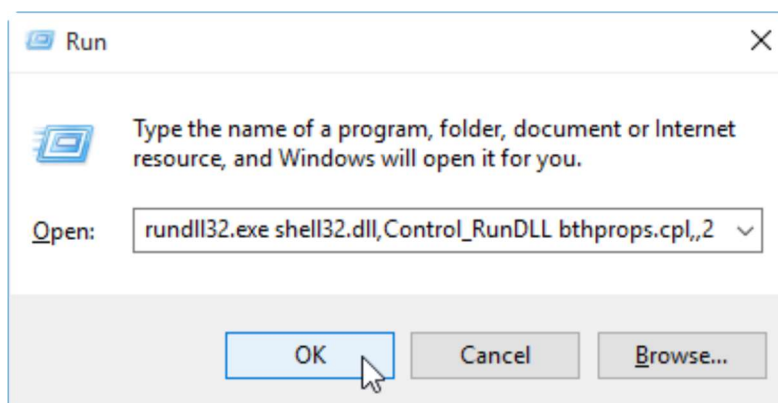 Run
Type the name of a program, folder, document or Internet
resource, and Windows will open it for you.
Open: rundll32.exe shell32.dll,Control_RunDLL bthprops.cpl,,2
OK Cancel Browse...